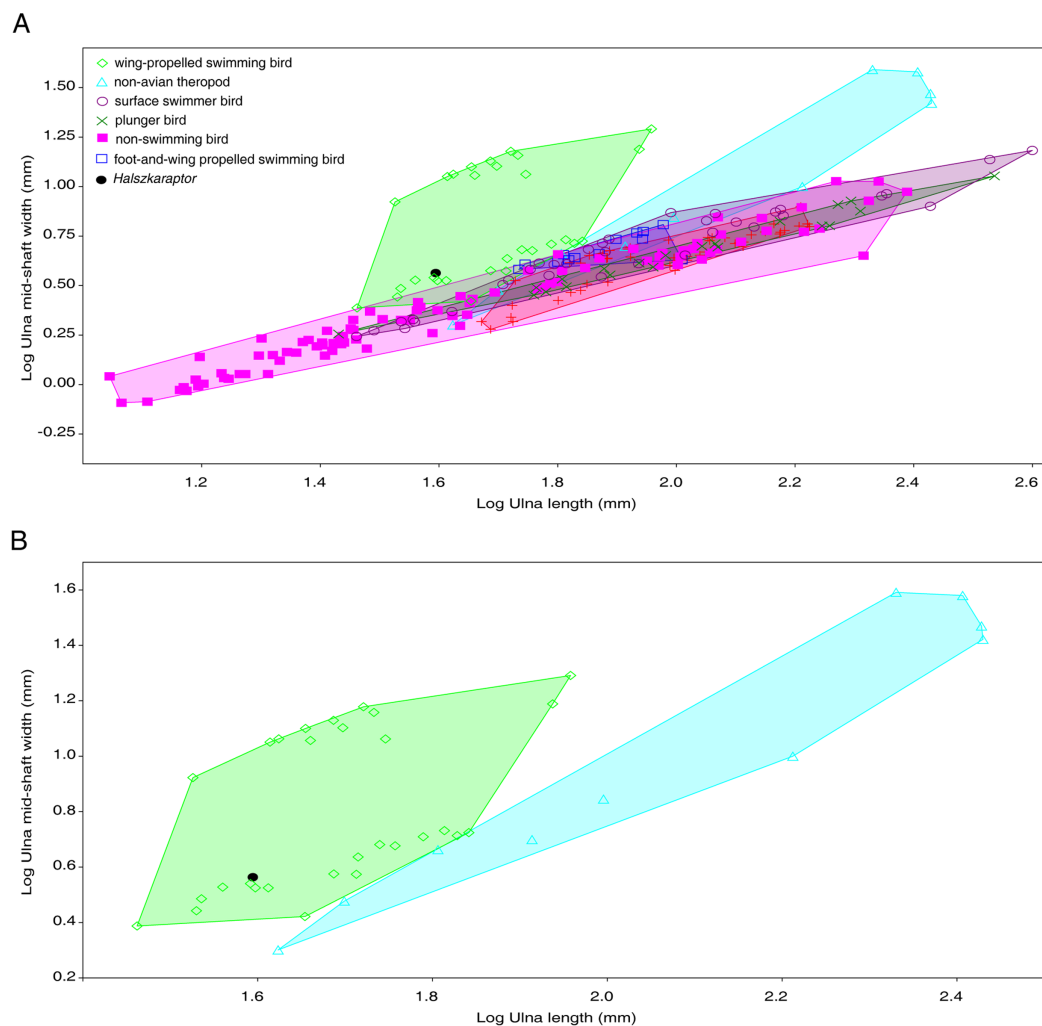 A
1.50
1.25
1.00
0.75
0.50
0.25
0.00
-0.25
Log Ulna mid-shaft width (mm)
wing-propelled swimming bird
non-avian theropod
surface swimmer bird
plunger bird
non-swimming bird
foot-and-wing propelled swimming bird
Halszkaraptor
1.2 1.4 1.6 1.8 2.0 2.2 2.4 2.6
Log Ulna length (mm)
B
1.6
1.4
1.2
1.0
0.8
0.6
0.4
0.2
Log Ulna mid-shaft width (mm)
1.6 1.8 2.0 2.2 2.4
Log Ulna length (mm)